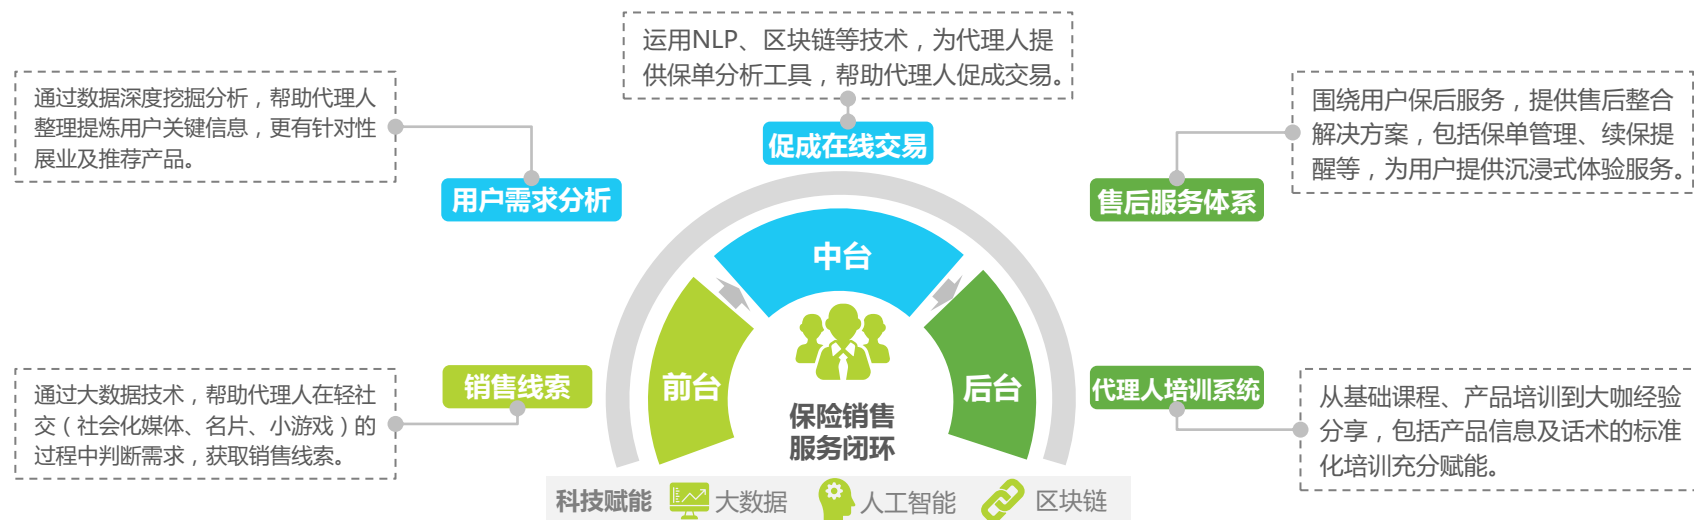 运用NLP、区块链等技术，为代理人提
供保单分析工具，帮助代理人促成交易。
促成在线交易
通过数据深度挖掘分析，帮助代理人
整理提炼用户关键信息，更有针对性
展业及推荐产品。
用户需求分析
围绕用户保后服务，提供售后整合
解决方案，包括保单管理、续保提
醒等，为用户提供沉浸式体验服务。
售后服务体系
中台
前台
后台
保险销售
服务闭环
销售线索
通过大数据技术，帮助代理人在轻社
交（社会化媒体、名片、小游戏）的
过程中判断需求，获取销售线索。
代理人培训系统
从基础课程、产品培训到大咖经验
分享，包括产品信息及话术的标准
化培训充分赋能。
科技赋能 大数据 人工智能 区块链